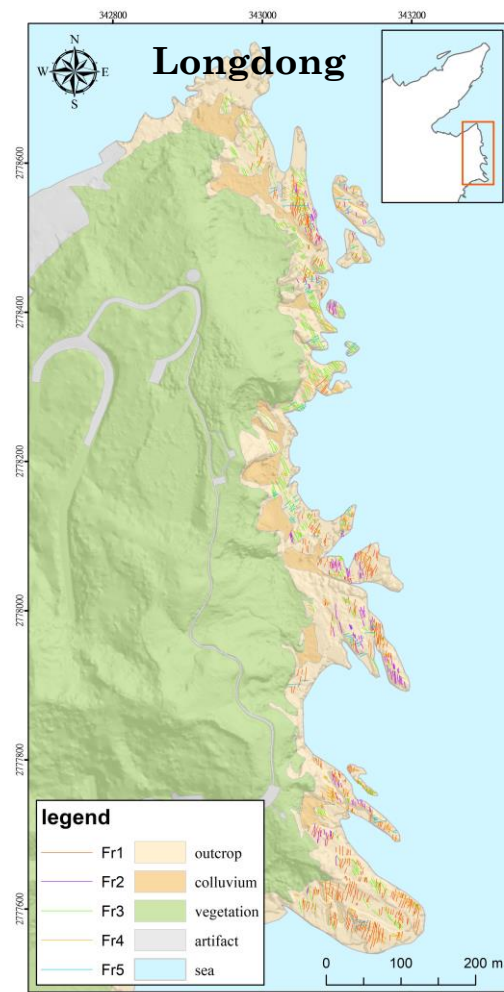 342800 343000 343200
N
W E
S
Longdong
2778600
2778400
2778200
2778000
2777800
2777600
legend
Fr1 outcrop
Fr2 colluvium
Fr3 vegetation
Fr4 artifact
Fr5 sea
0 100 200 m